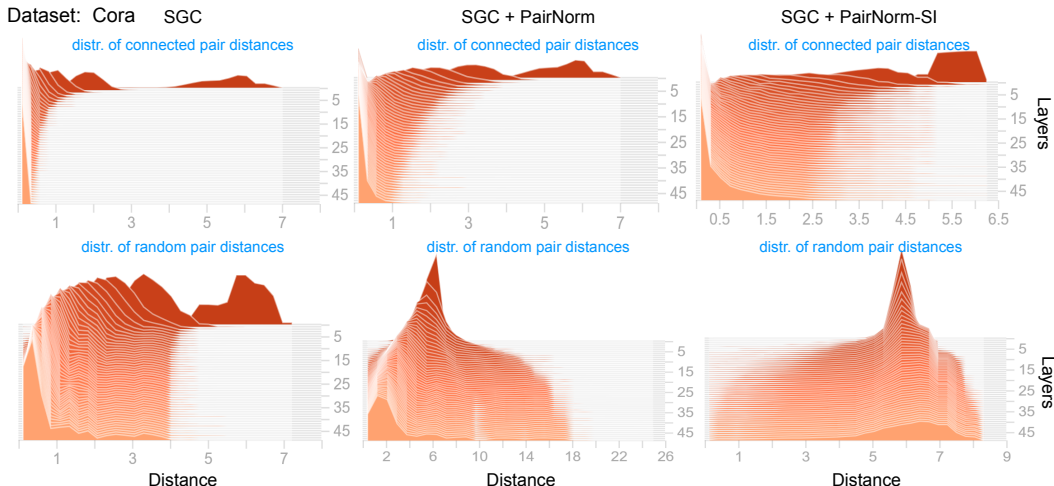 Dataset: Cora SGC SGC + PairNorm SGC + PairNorm-SI
distr. of connected pair distances distr. of connected pair distances distr. of connected pair distances
5 5 5
15 15 15
25 25 25
35 35 35
45 45 45
Layers
1 3 5 7 1 3 5 7 0.5 1.5 2.5 3.5 4.5 5.5 6.5
distr. of random pair distances distr. of random pair distances distr. of random pair distances
5 5 5
15 15 15
25 25 25
35 35 35
45 45 45
Layers
1 3 5 7 2 6 10 14 18 22 26 1 3 5 7 9
Distance Distance Distance